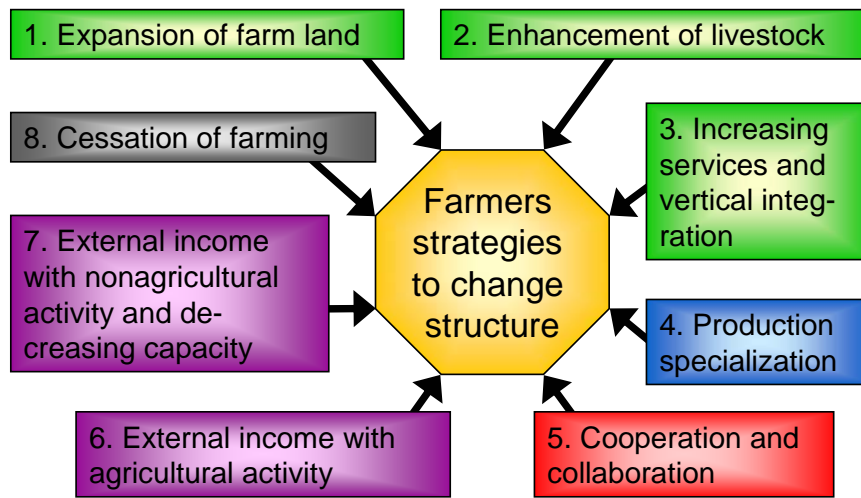 1. Expansion of farm land
2. Enhancement of livestock
3. Increasing
services and
vertical integ-
ration
4. Production
specialization
5. Cooperation and
collaboration
6. External income with
agricultural activity
7. External income
with nonagricultural
activity and de-
creasing capacity
8. Cessation of farming
Farmers
strategies
to change
structure